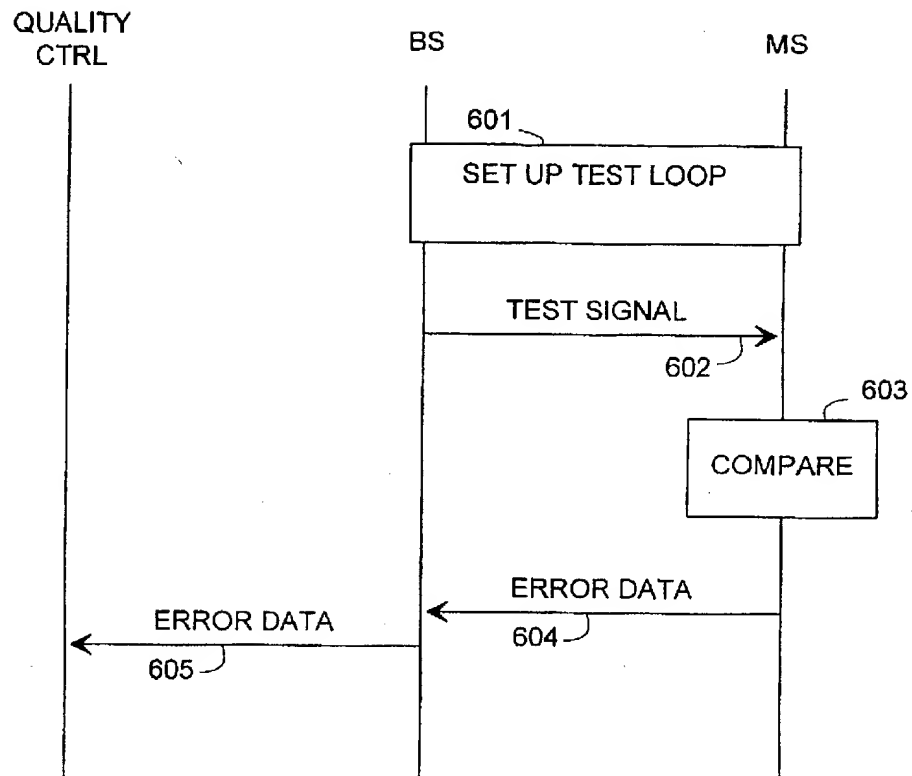 QUALITY
CTRL
BS
MS
601
SET UP TEST LOOP
TEST SIGNAL
602
603
COMPARE
ERROR DATA
604
ERROR DATA
605